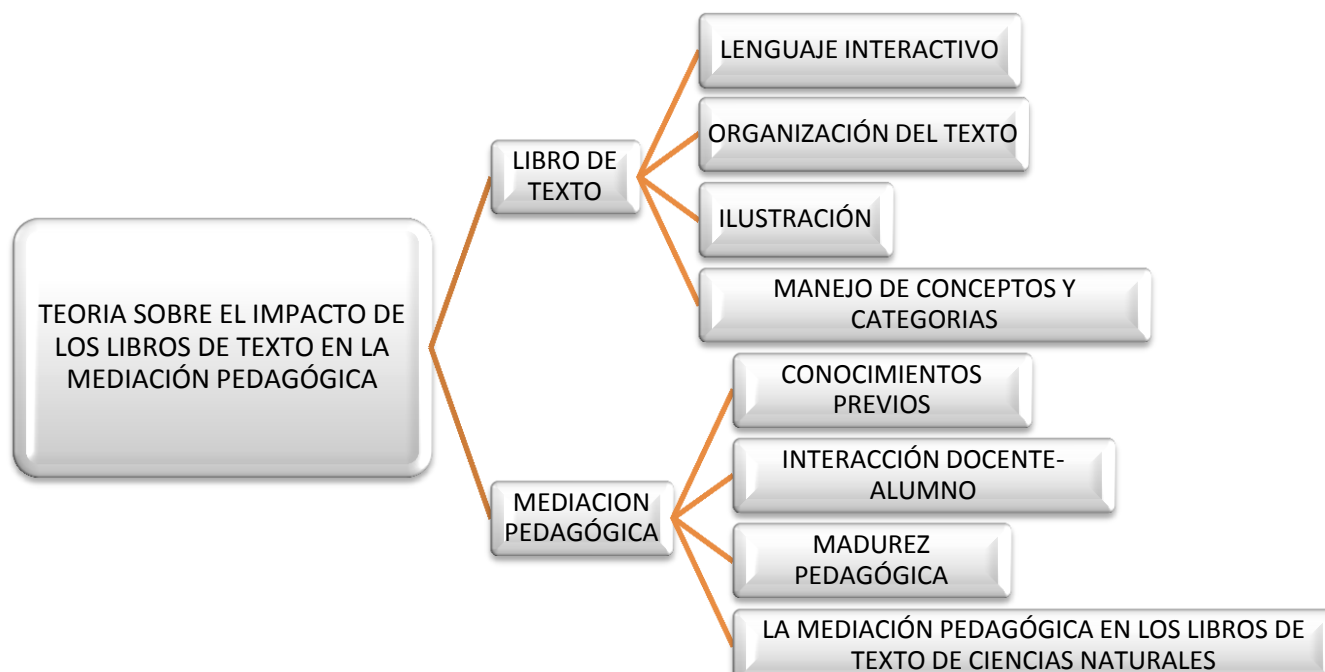 TEORIA SOBRE EL IMPACTO DE
LOS LIBROS DE TEXTO EN LA
MEDIACIÓN PEDAGÓGICA
LIBRO DE
TEXTO
LENGUAJE INTERACTIVO
ORGANIZACIÓN DEL TEXTO
ILUSTRACIÓN
MANEJO DE CONCEPTOS Y
CATEGORIAS
MEDIACION
PEDAGÓGICA
CONOCIMIENTOS
PREVIOS
INTERACCIÓN DOCENTE-
ALUMNO
MADUREZ
PEDAGÓGICA
LA MEDIACIÓN PEDAGÓGICA EN LOS LIBROS DE
TEXTO DE CIENCIAS NATURALES